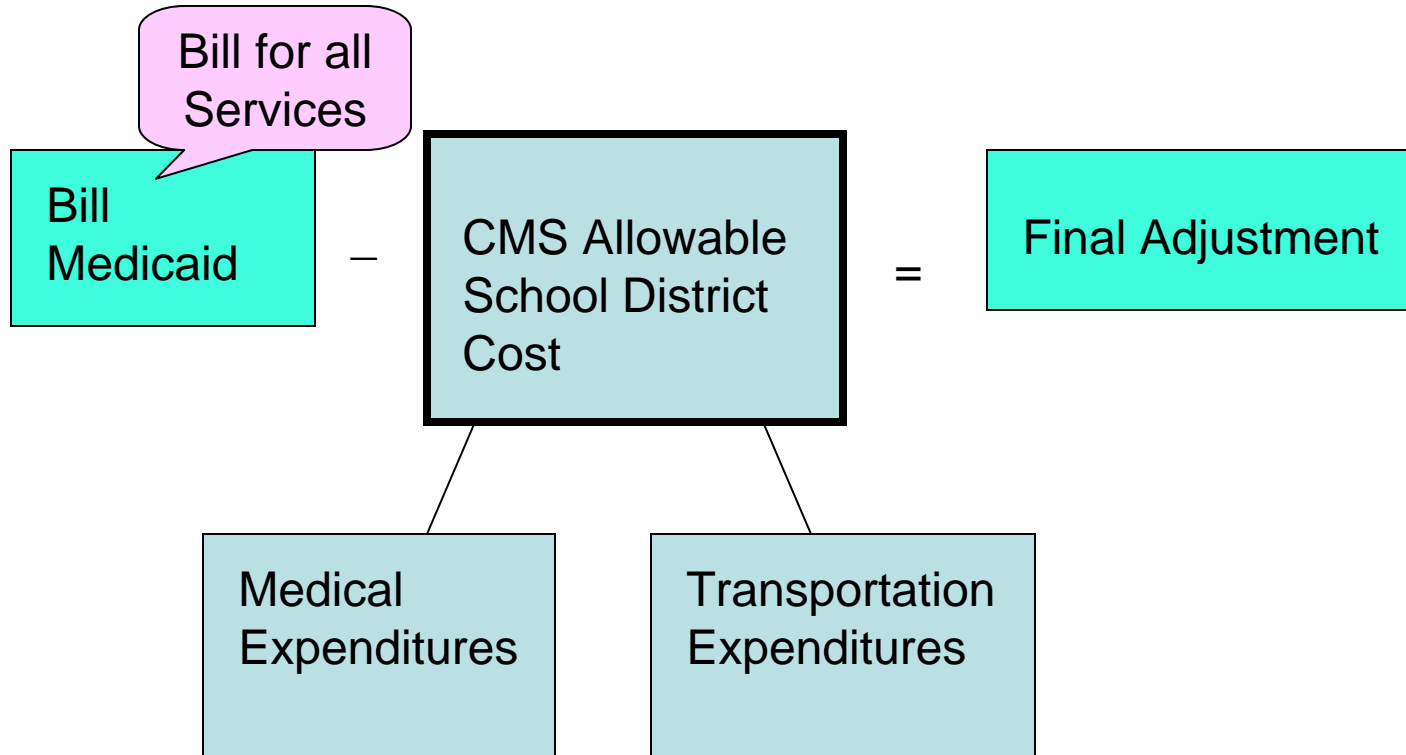 Bill for all
Services
Bill
Medicaid
–
CMS Allowable
School District
Cost
=
Final Adjustment
Medical
Expenditures
Transportation
Expenditures